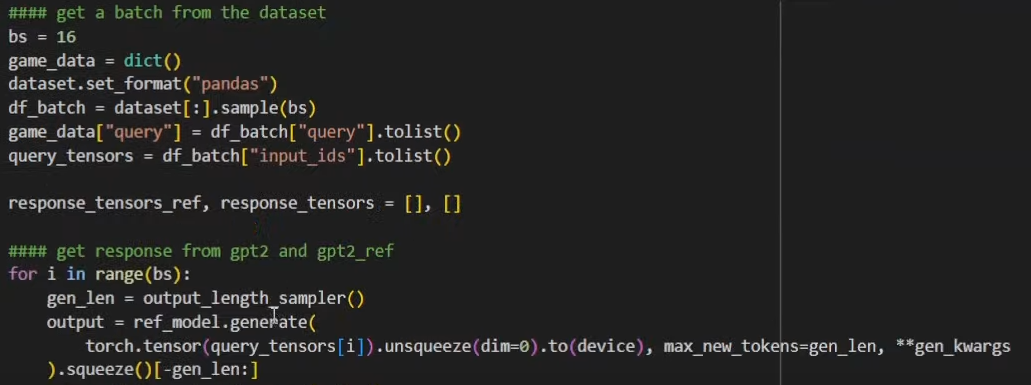 #### get a batch from the dataset
bs = 16
game_data = dict()
dataset.set_format("pandas")
df_batch = dataset[:].sample(bs)
game_data["query"] = df_batch["query"].tolist()
query_tensors = df_batch["input_ids"].tolist()

response_tensors_ref, response_tensors = [], []

#### get response from gpt2 and gpt2_ref
for i in range(bs):
    gen_len = output_length_sampler()
    output = ref_model.generate(
        torch.tensor(query_tensors[i]).unsqueeze(dim=0).to(device), max_new_tokens=gen_len, **gen_kwargs
    ).squeeze()[-gen_len:]